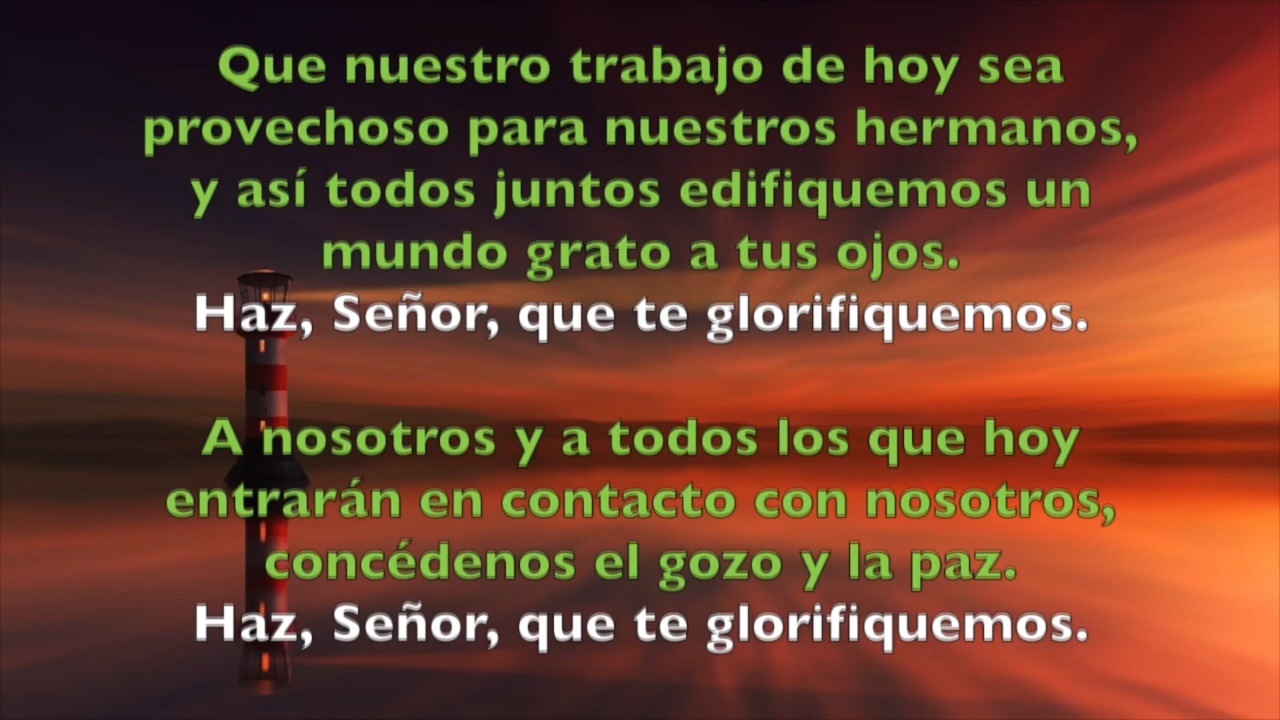 Que nuestro trabajo de hoy sea
provechoso para nuestros hermanos,
y así todos juntos edifiquemos un
mundo grato a tus ojos.
Haz, Señor, que te glorifiquemos.
A nosotros y a todos los que hoy
entrarán en contacto con nosotros,
concédenos el gozo y la paz.
Haz, Señor, que te glorifiquemos.